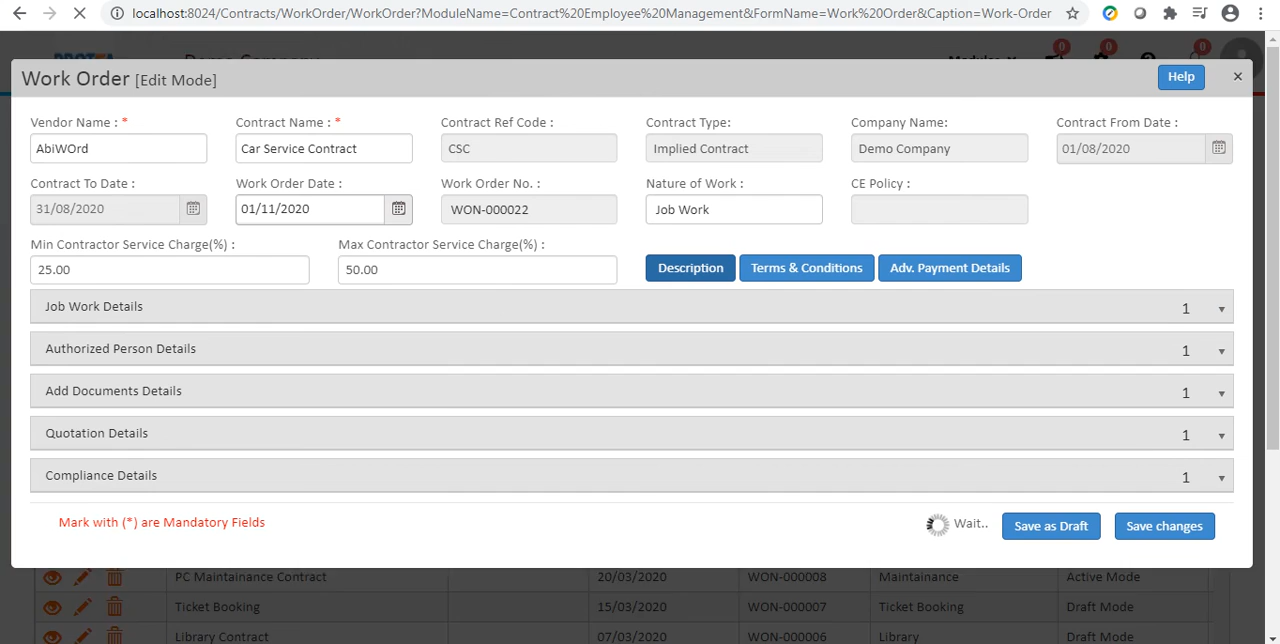 localhost:8024/Contracts/WorkOrder/WorkOrder?ModuleName=Contract%20Employee%20Management&FormName=Work%20Order&Caption=Work-Order
0 0 0
Work Order [Edit Mode] Help ×
Vendor Name : * Contract Name : * Contract Ref Code : Contract Type: Company Name: Contract From Date :
AbiWOrd Car Service Contract CSC Implied Contract Demo Company 01/08/2020
Contract To Date : Work Order Date : Work Order No. : Nature of Work : CE Policy :
31/08/2020 01/11/2020 WON-000022 Job Work
Min Contractor Service Charge(%) : Max Contractor Service Charge(%) :
25.00 50.00 Description Terms & Conditions Adv. Payment Details
Job Work Details 1
Authorized Person Details 1
Add Documents Details 1
Quotation Details 1
Compliance Details 1
Mark with (*) are Mandatory Fields Wait.. Save as Draft Save changes
PC Maintainance Contract 20/03/2020 WON-000008 Maintainance Active Mode
Ticket Booking 15/03/2020 WON-000007 Ticket Booking Draft Mode
Library Contract 07/03/2020 WON-000006 Library Draft Mode